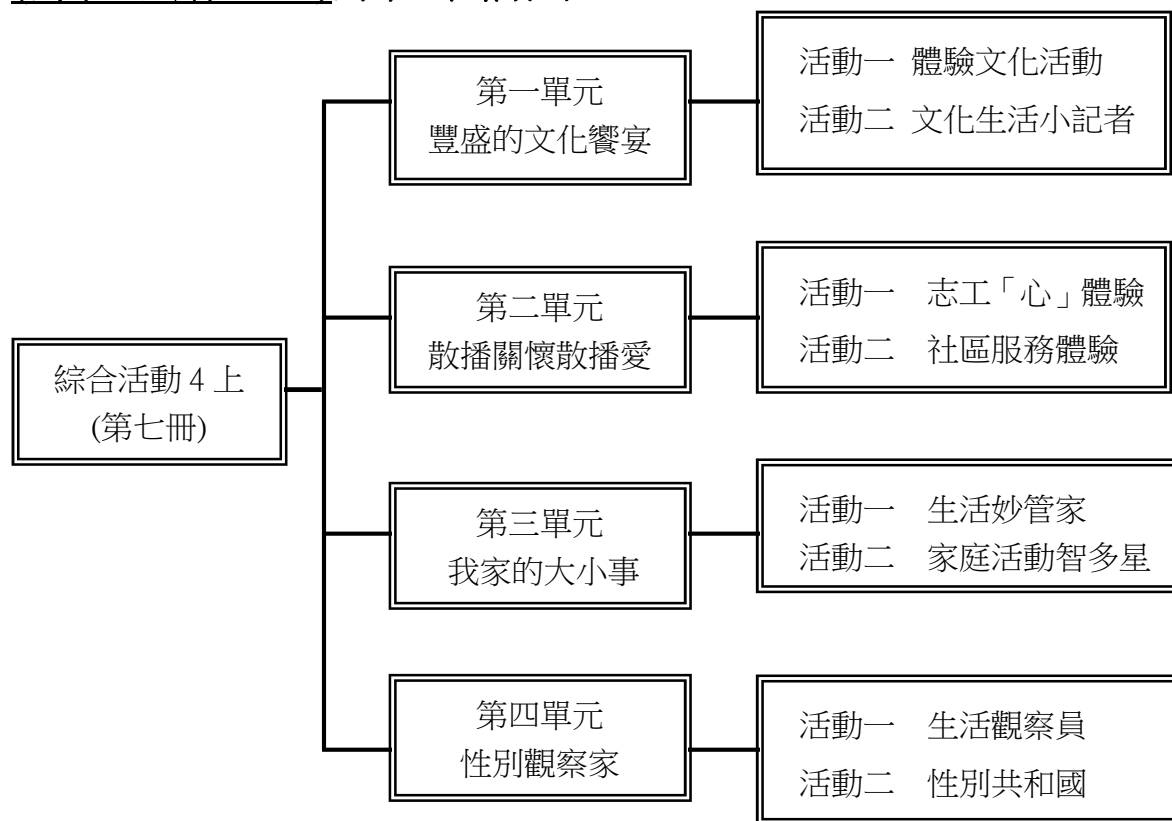 綜合活動 4 上
(第七冊)
第一單元
豐盛的文化饗宴
活動一 體驗文化活動
活動二 文化生活小記者
第二單元
散播關懷散播愛
活動一 志工「心」體驗
活動二 社區服務體驗
第三單元
我家的大小事
活動一 生活妙管家
活動二 家庭活動智多星
第四單元
性別觀察家
活動一 生活觀察員
活動二 性別共和國